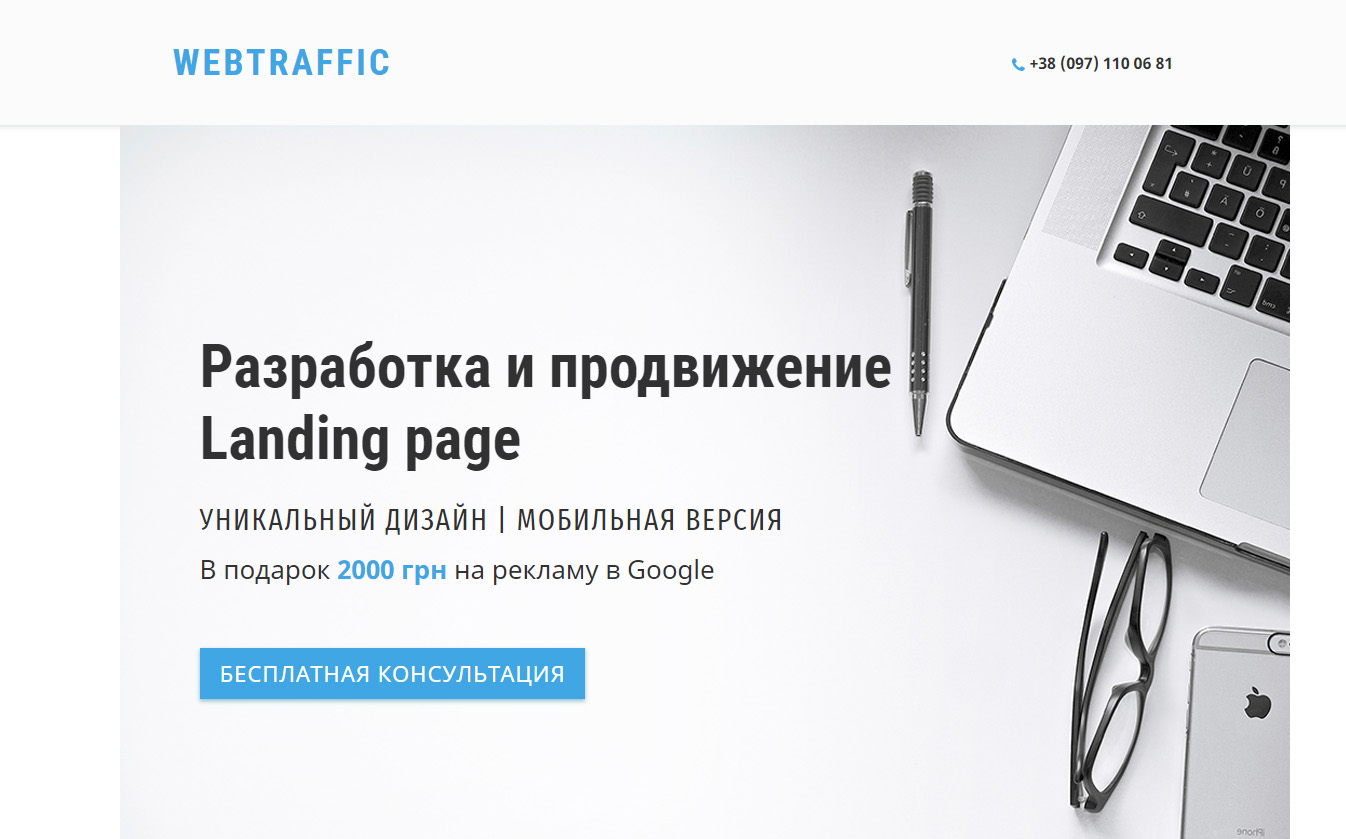 WEBTRAFFIC
+38 (097) 110 06 81
Разработка и продвижение
Landing page
УНИКАЛЬНЫЙ ДИЗАЙН | МОБИЛЬНАЯ ВЕРСИЯ
В подарок 2000 грн на рекламу в Google
БЕСПЛАТНАЯ КОНСУЛЬТАЦИЯ
iPhone